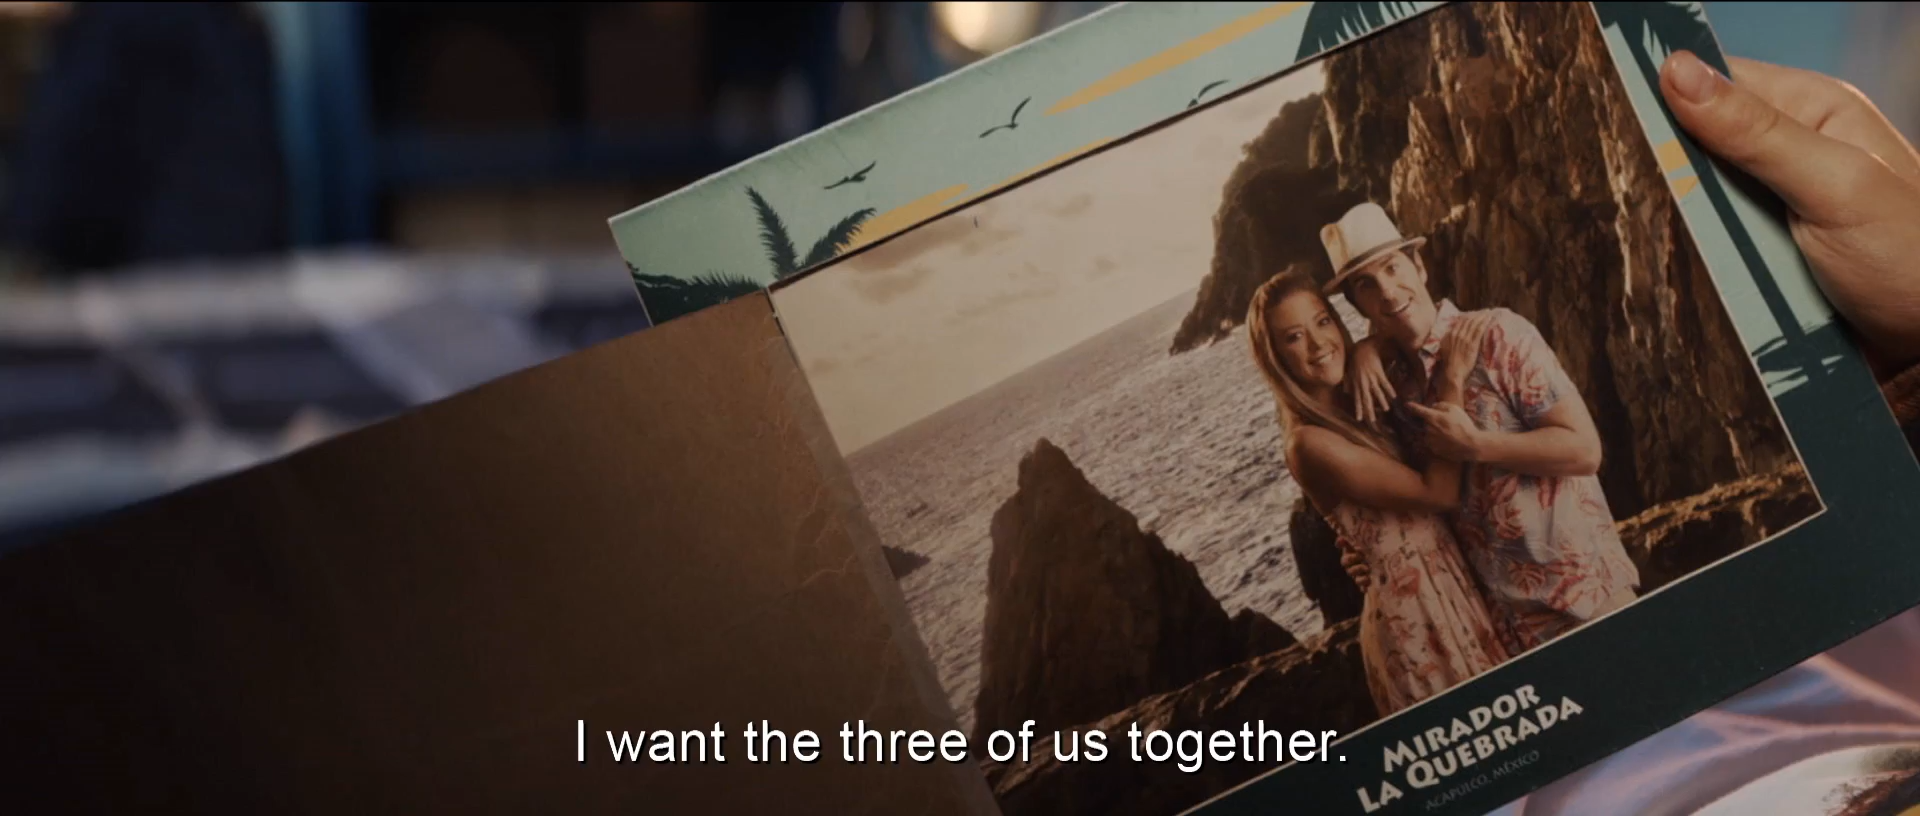 MIRADOR
LA QUEBRADA
ACAPULCO, MÉXICO
I want the three of us together.